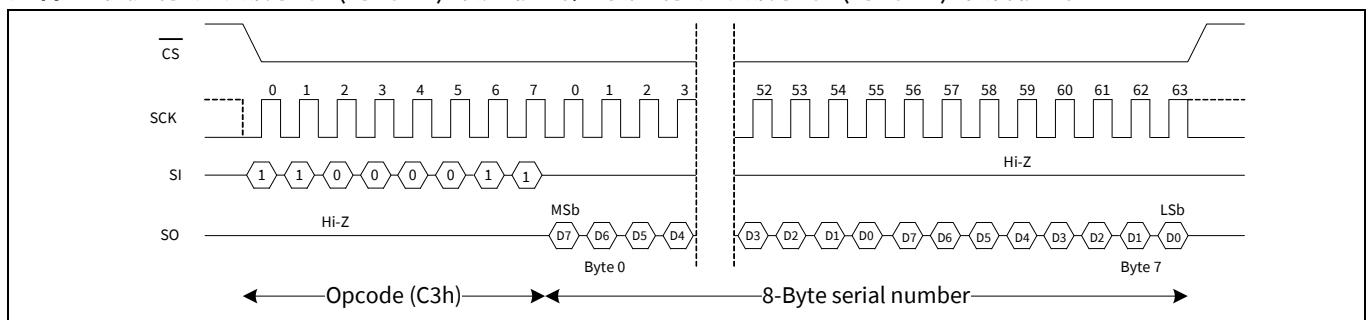 CS
0 1 2 3 4 5 6 7 0 1 2 3 52 53 54 55 56 57 58 59 60 61 62 63
SCK
Hi-Z
SI 1 1 0 0 0 0 1 1
Hi-Z MSb LSb
SO D7 D6 D5 D4 D3 D2 D1 D0 D7 D6 D5 D4 D3 D2 D1 D0
Byte 0 Byte 7
Opcode (C3h) 8-Byte serial number